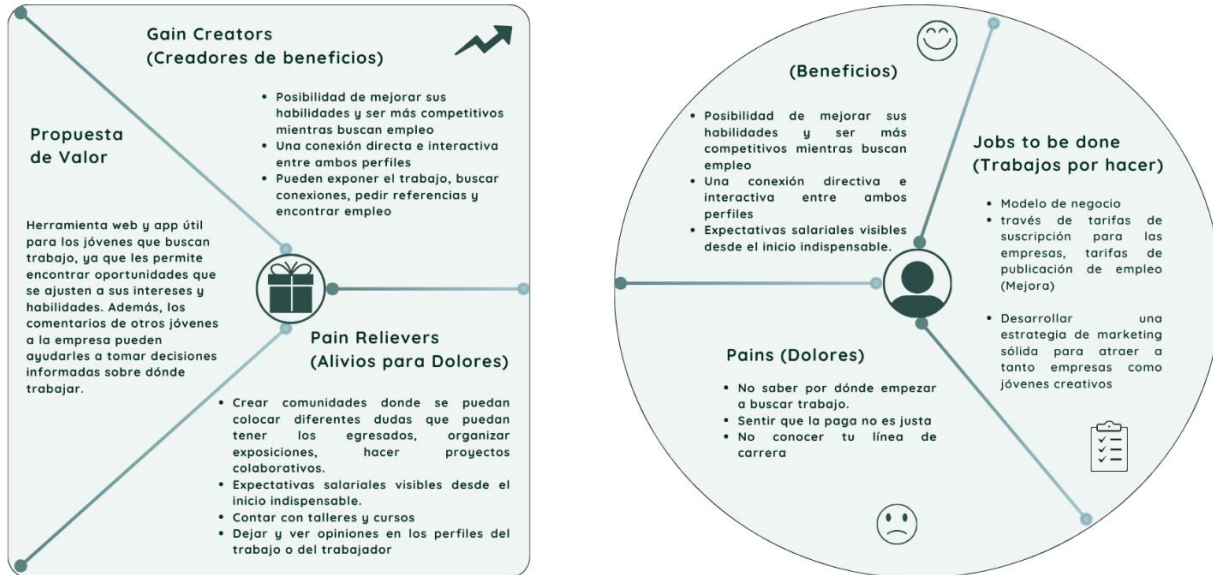 Gain Creators
(Creadores de beneficios)
• Posibilidad de mejorar sus
habilidades y ser más competitivos
mientras buscan empleo
• Una conexión directa e interactiva
entre ambos perfiles
• Pueden exponer el trabajo, buscar
conexiones, pedir referencias y
encontrar empleo
Propuesta
de Valor
Herramienta web y app útil
para los jóvenes que buscan
trabajo, ya que les permite
encontrar oportunidades que
se ajusten a sus intereses y
habilidades. Además, los
comentarios de otros jóvenes
a la empresa pueden
ayudarles a tomar decisiones
informadas sobre dónde
trabajar.
Pain Relievers
(Alivios para Dolores)
• Crear comunidades donde se puedan
colocar diferentes dudas que puedan
tener los egresados, organizar
exposiciones, hacer proyectos
colaborativos.
• Expectativas salariales visibles desde el
inicio indispensable.
• Contar con talleres y cursos
• Dejar y ver opiniones en los perfiles del
trabajo o del trabajador
(Beneficios)
• Posibilidad de mejorar sus
habilidades y ser más
competitivos mientras buscan
empleo
• Una conexión directiva e
interactiva entre ambos
perfiles
• Expectativas salariales visibles
desde el inicio indispensable.
Jobs to be done
(Trabajos por hacer)
• Modelo de negocio
• través de tarifas de
suscripción para las
empresas, tarifas de
publicación de empleo
(Mejora)
• Desarrollar una
estrategia de marketing
sólida para atraer a
tanto empresas como
jóvenes creativos
Pains (Dolores)
• No saber por dónde empezar
a buscar trabajo.
• Sentir que la paga no es justa
• No conocer tu línea de
carrera